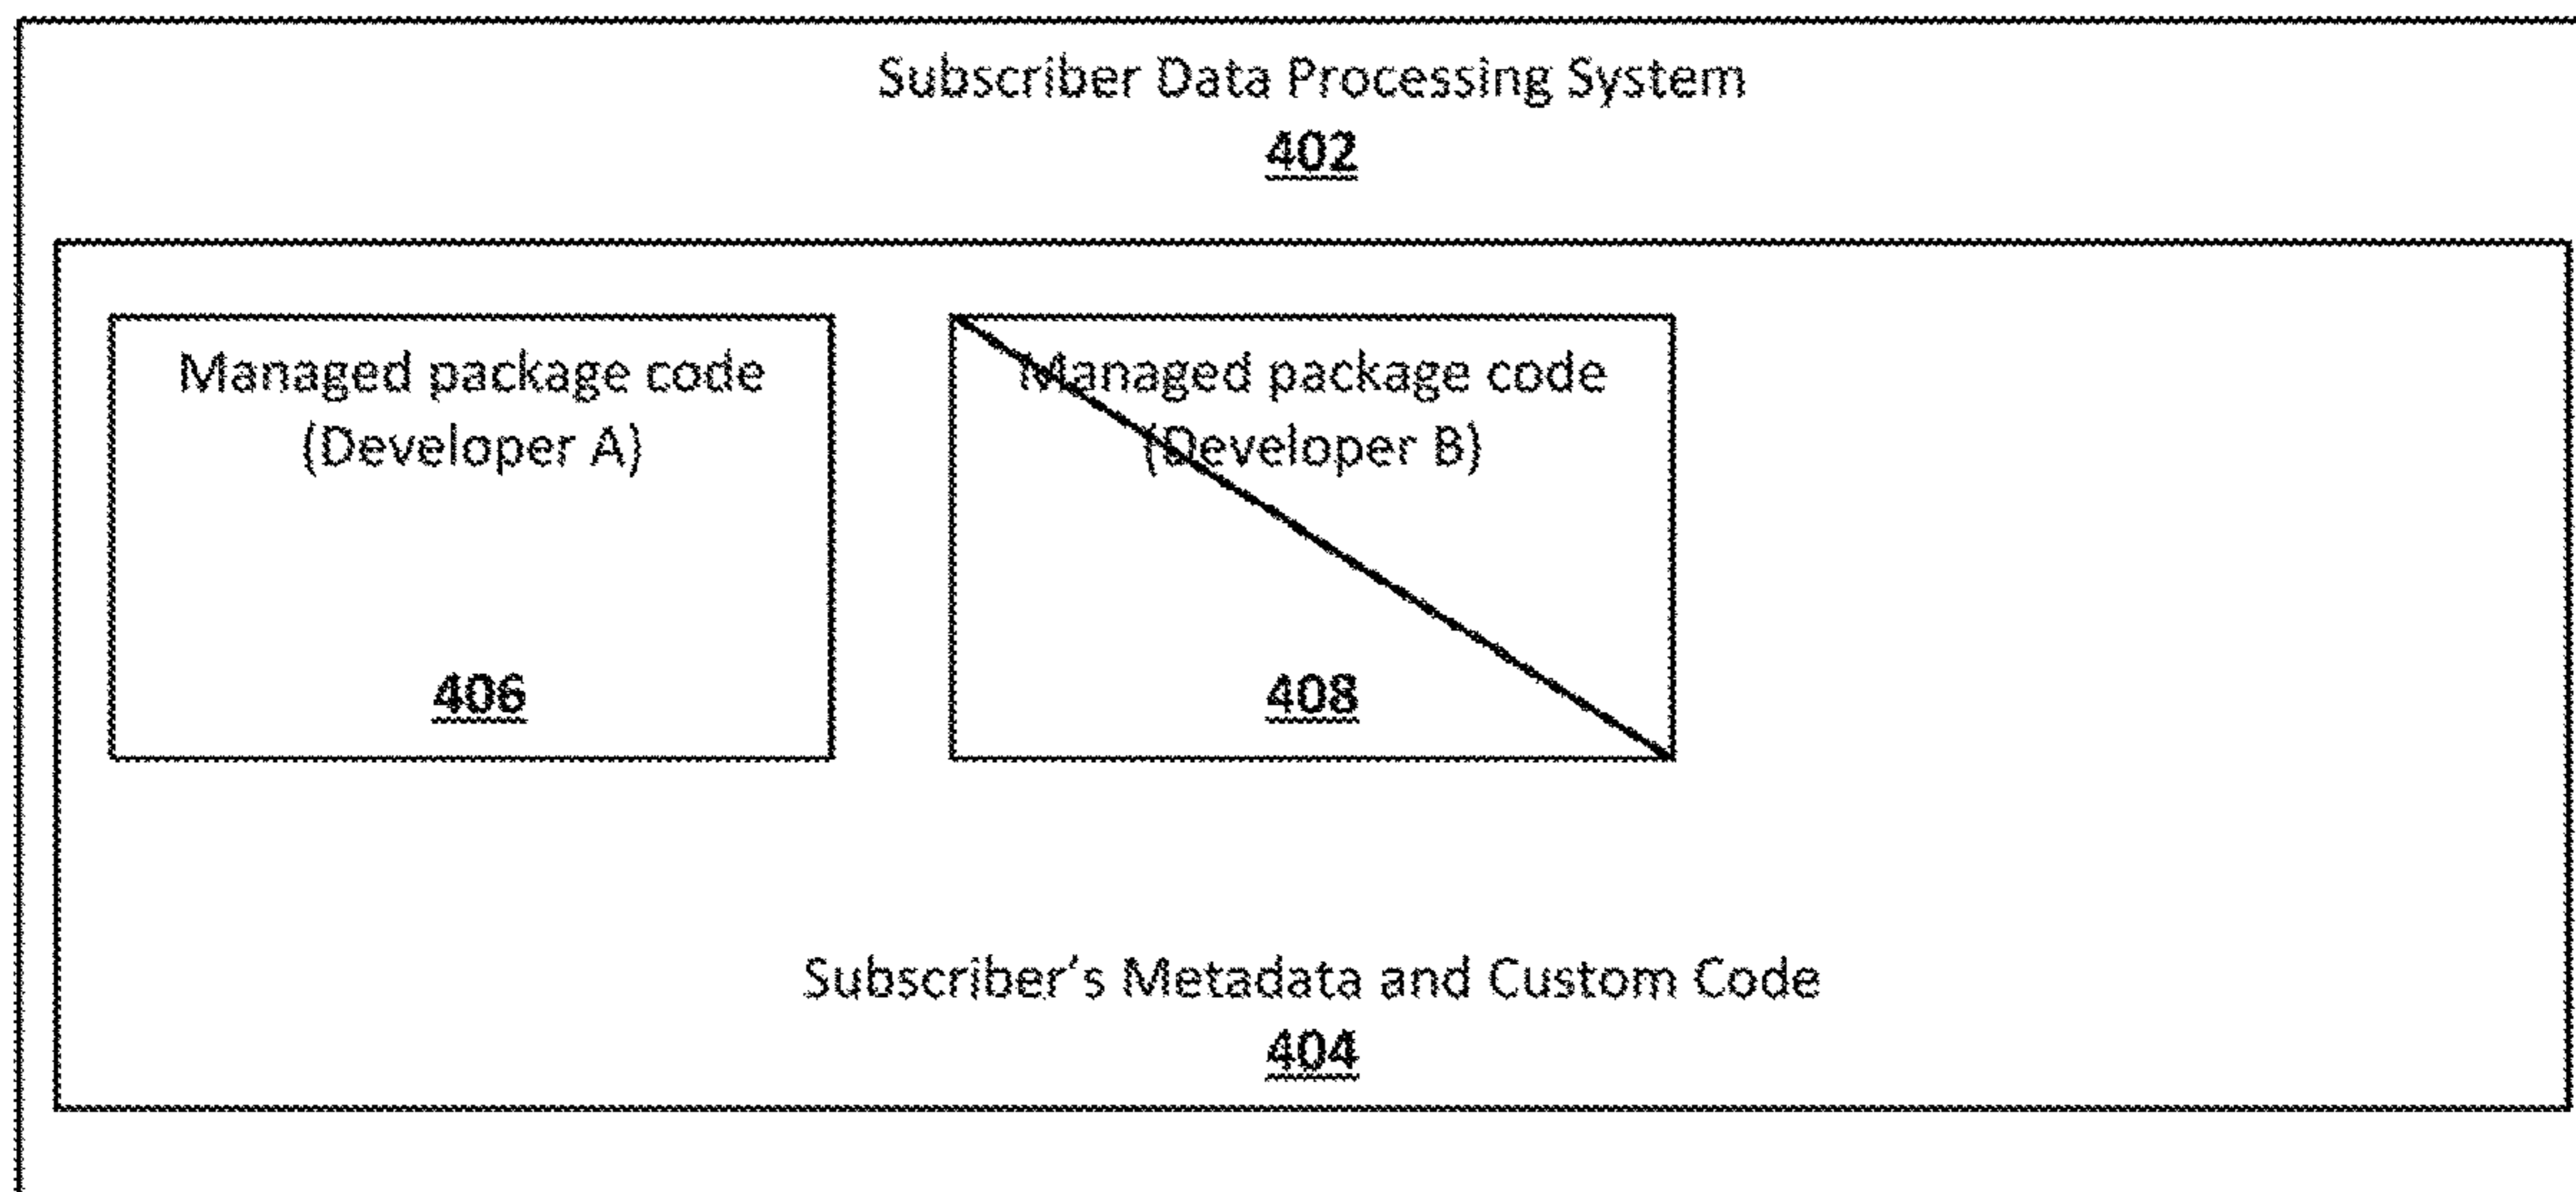 Subscriber Data Processing System
402
Managed package code
(Developer A)
406
Managed package code
(Developer B)
408
Subscriber’s Metadata and Custom Code
404